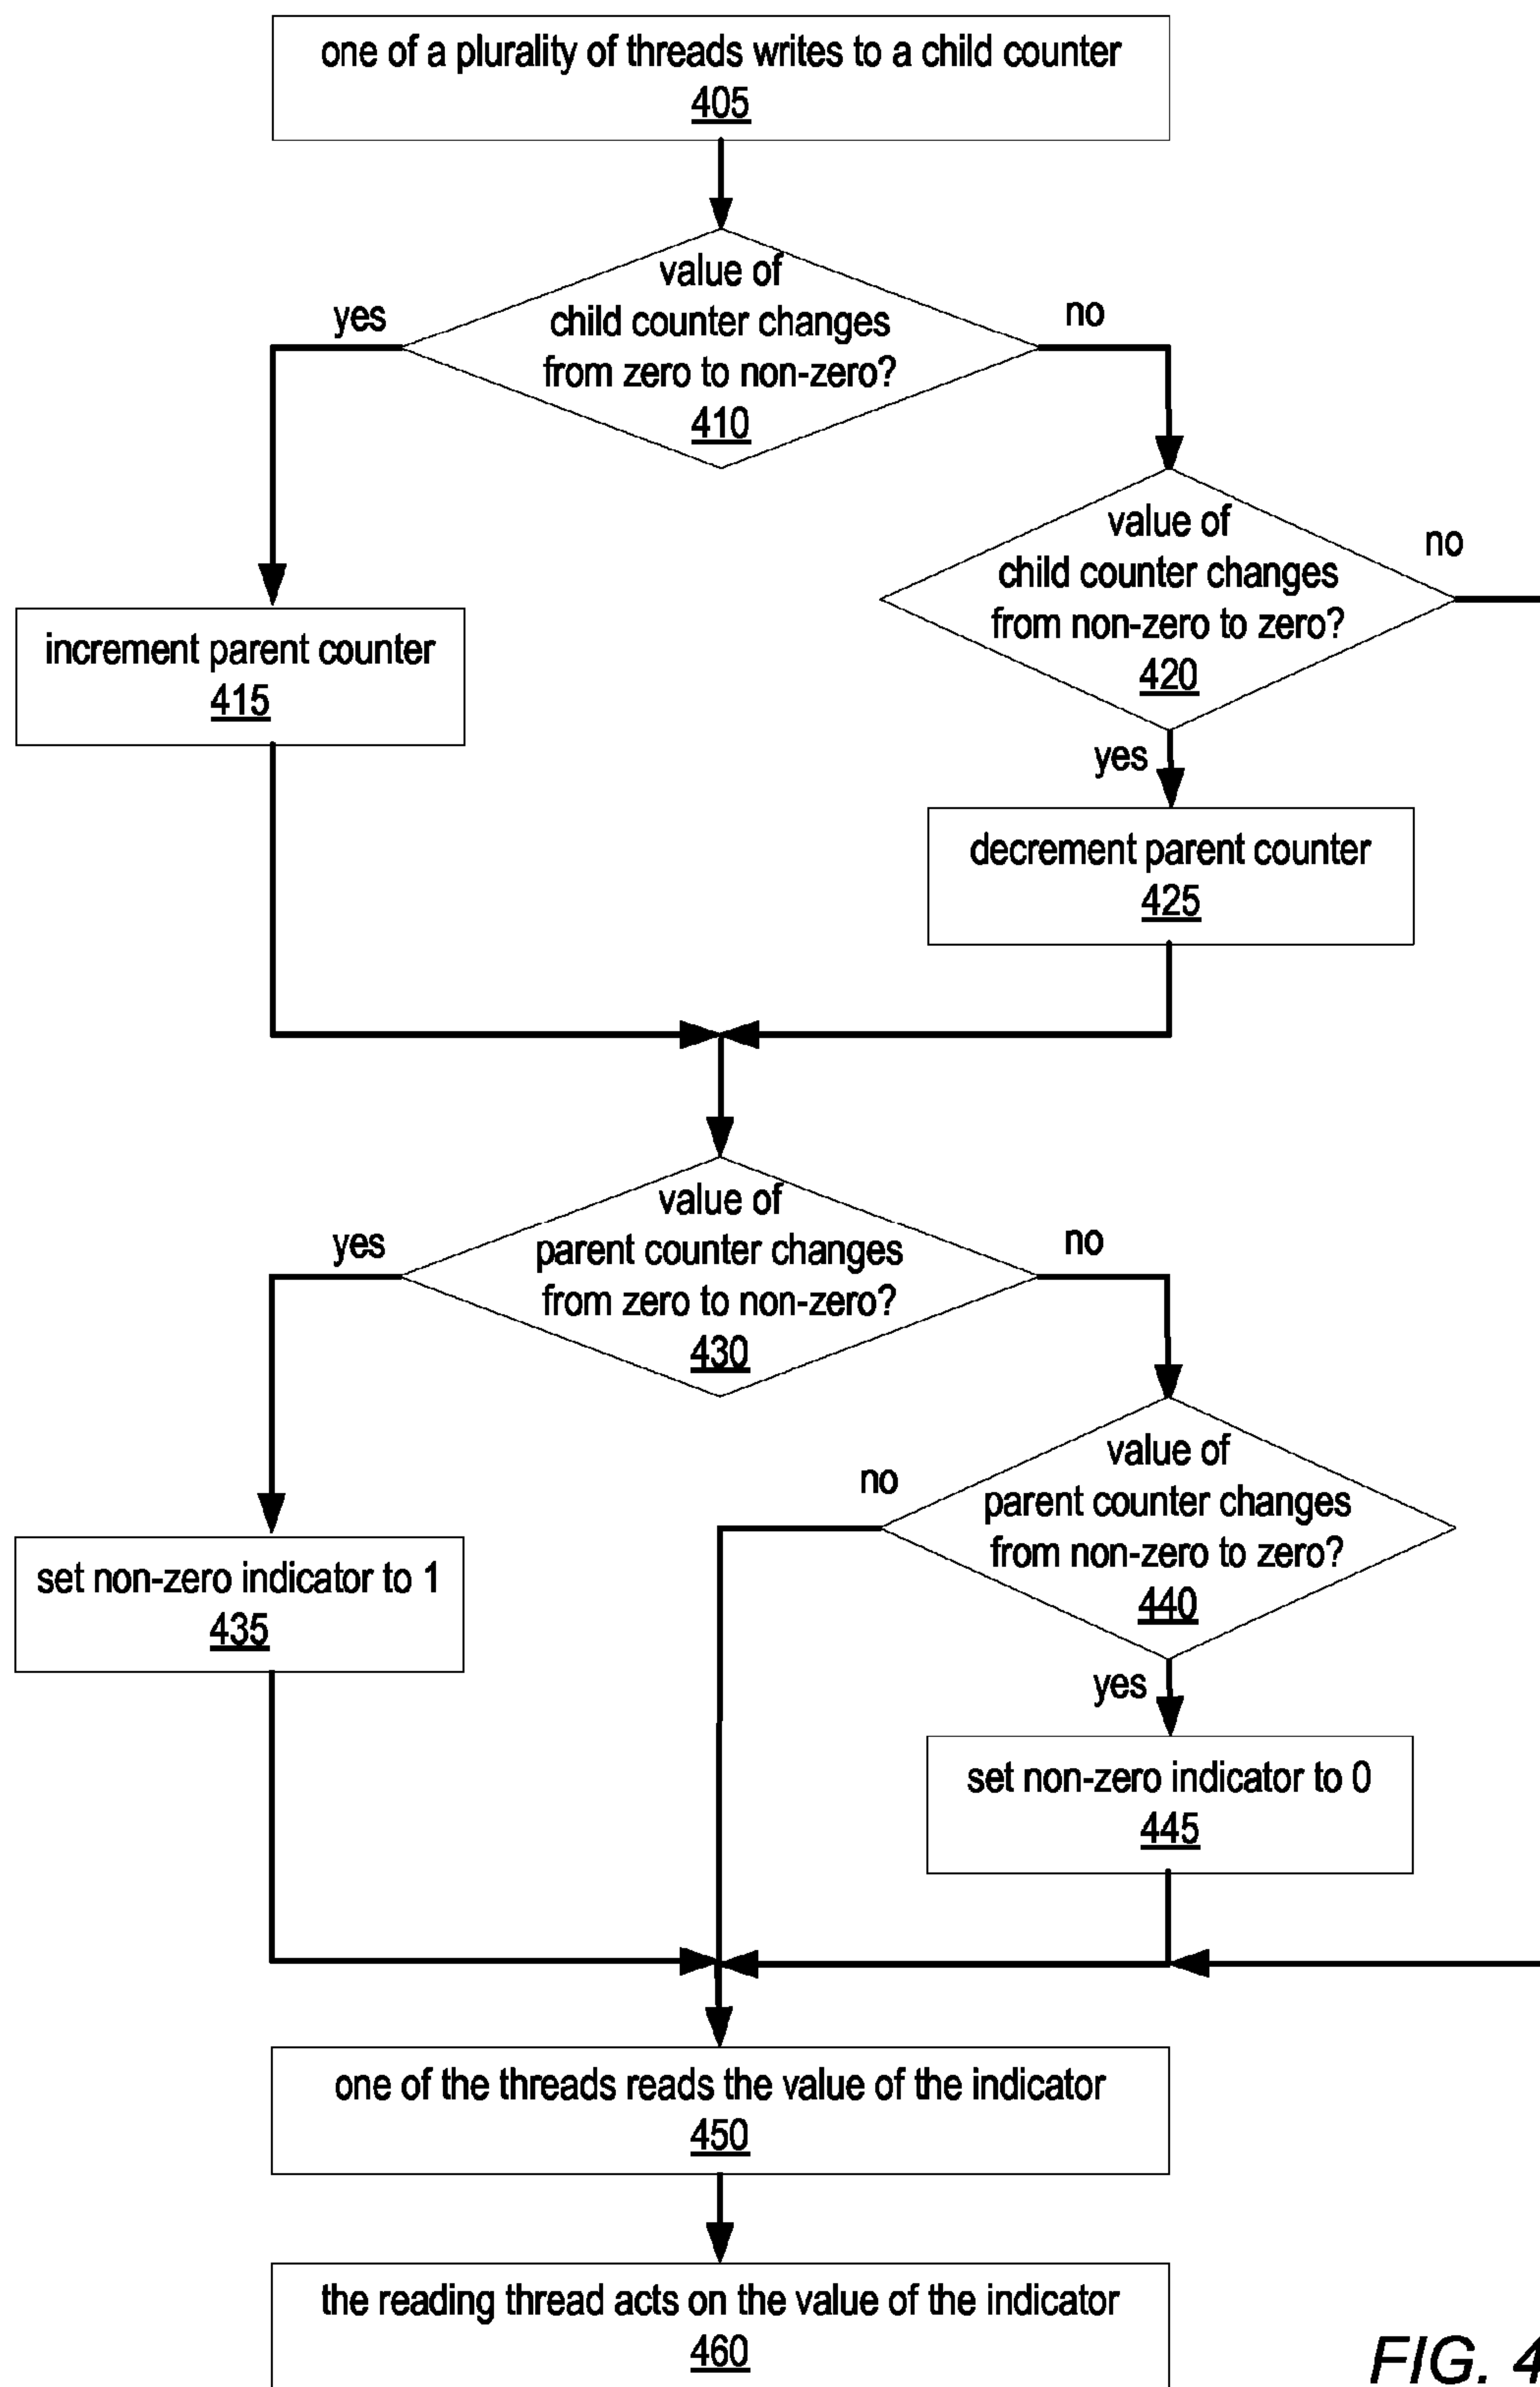 one of a plurality of threads writes to a child counter
405
value of
child counter changes
from zero to non-zero?
410
yes
no
value of
child counter changes
from non-zero to zero?
420
no
increment parent counter
415
yes
decrement parent counter
425
value of
parent counter changes
from zero to non-zero?
430
yes
no
value of
parent counter changes
from non-zero to zero?
440
no
set non-zero indicator to 1
435
yes
set non-zero indicator to 0
445
one of the threads reads the value of the indicator
450
the reading thread acts on the value of the indicator
460
FIG. 4